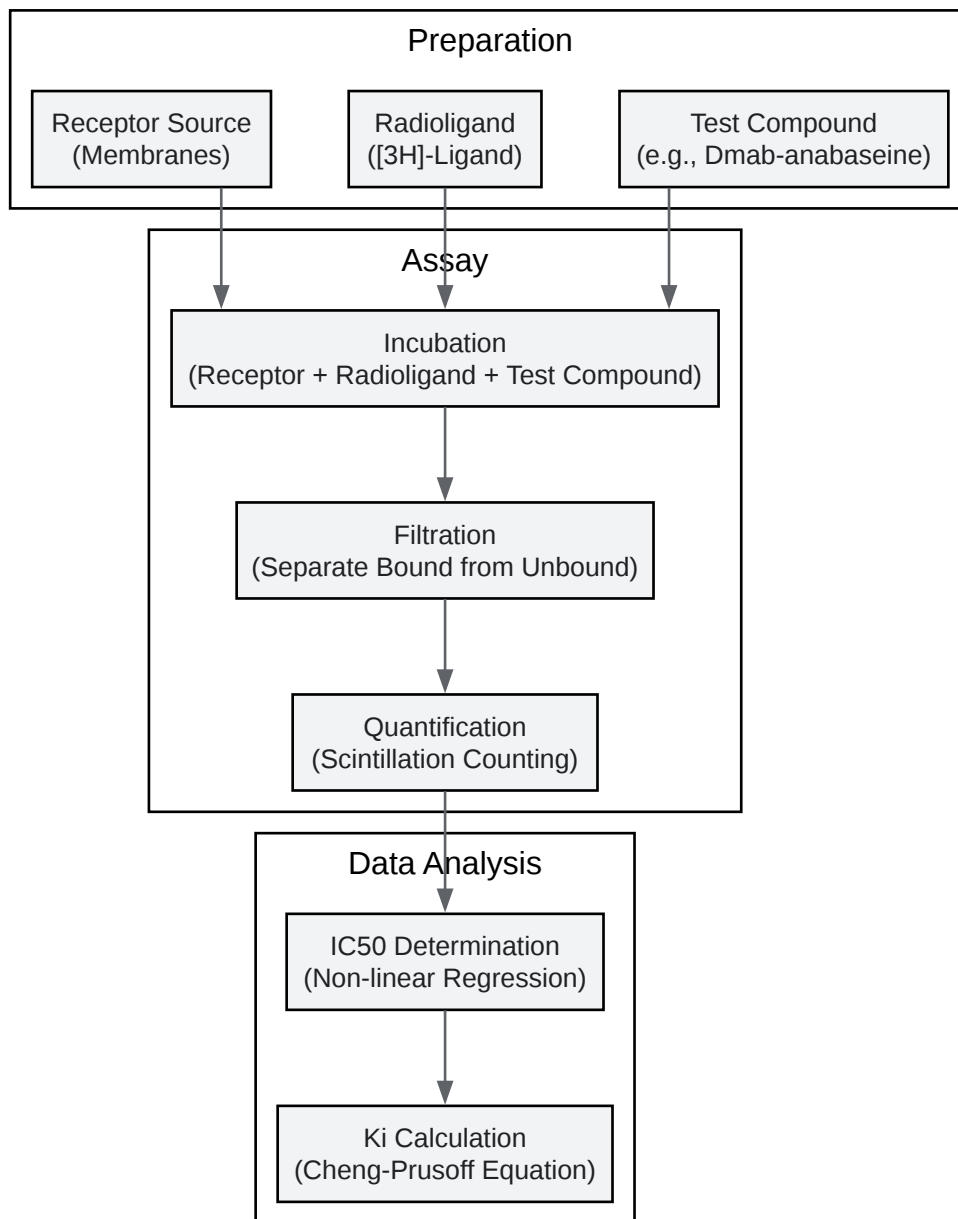 Preparation
Receptor Source
(Membranes)
Radioligand
([3H]-Ligand)
Test Compound
(e.g., Dmab-anabaseine)
Assay
Incubation
(Receptor + Radioligand + Test Compound)
Filtration
(Separate Bound from Unbound)
Quantification
(Scintillation Counting)
Data Analysis
IC50 Determination
(Non-linear Regression)
Ki Calculation
(Cheng-Prusoff Equation)